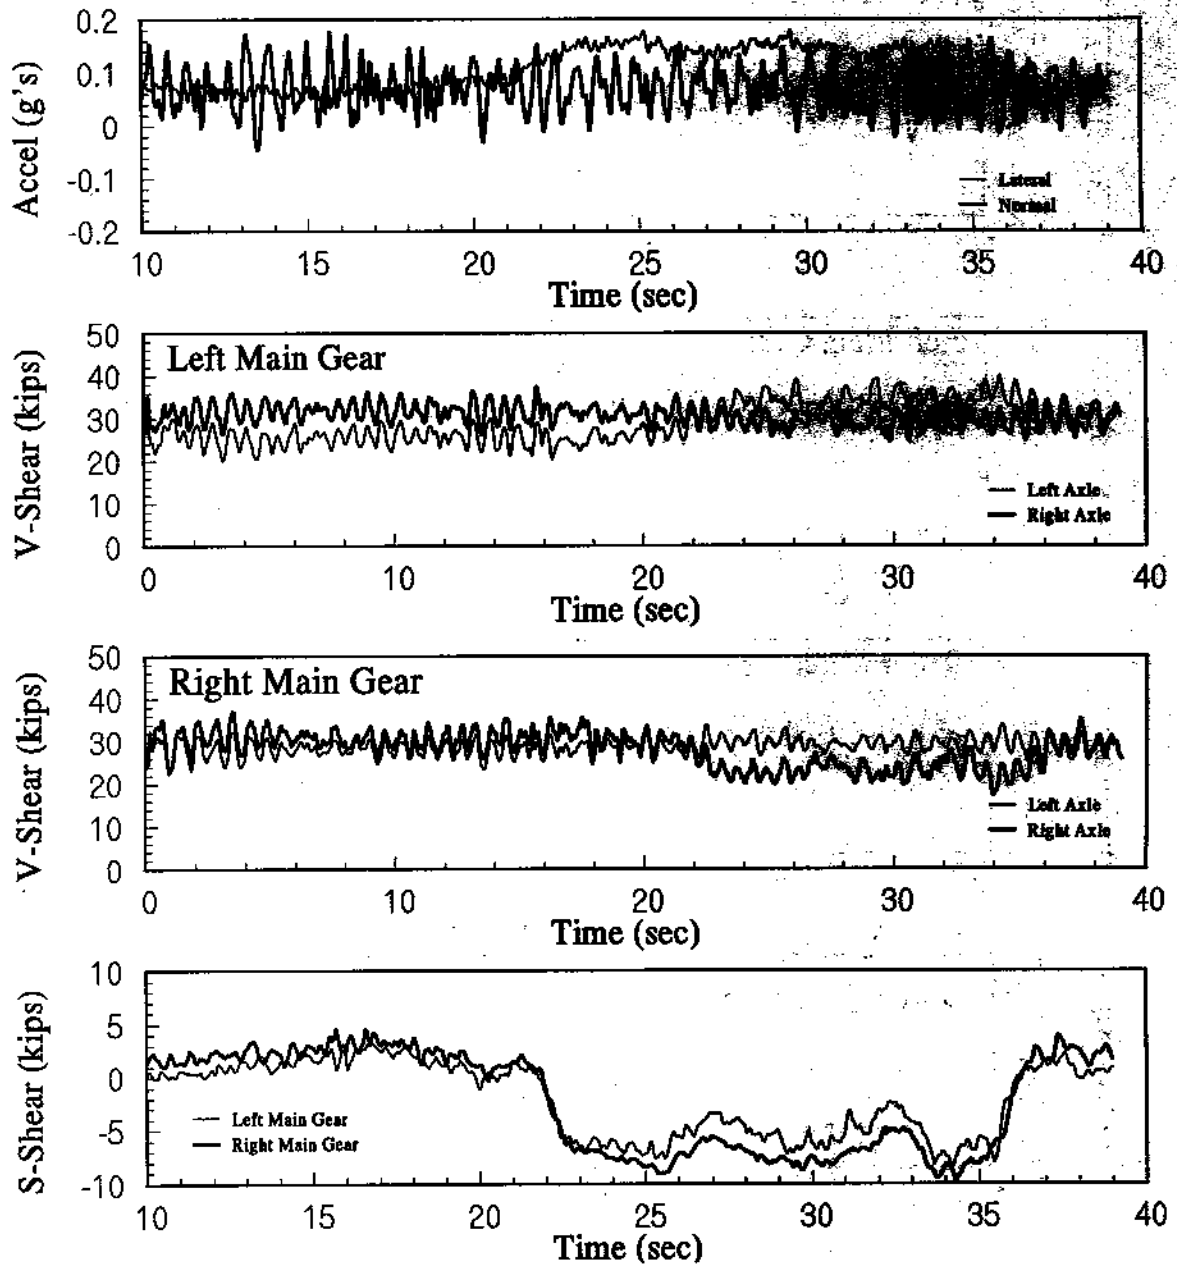 Accel (g's)
0.2
0.1
0
-0.1
-0.2
Lateral
Normal
10 15 20 25 30 35 40
Time (sec)
V-Shear (kips)
50
40
30
20
10
0
Left Main Gear
Left Axle
Right Axle
0 10 20 30 40
Time (sec)
V-Shear (kips)
50
40
30
20
10
0
Right Main Gear
Left Axle
Right Axle
0 10 20 30 40
Time (sec)
S-Shear (kips)
10
5
0
-5
-10
Left Main Gear
Right Main Gear
10 15 20 25 30 35 40
Time (sec)